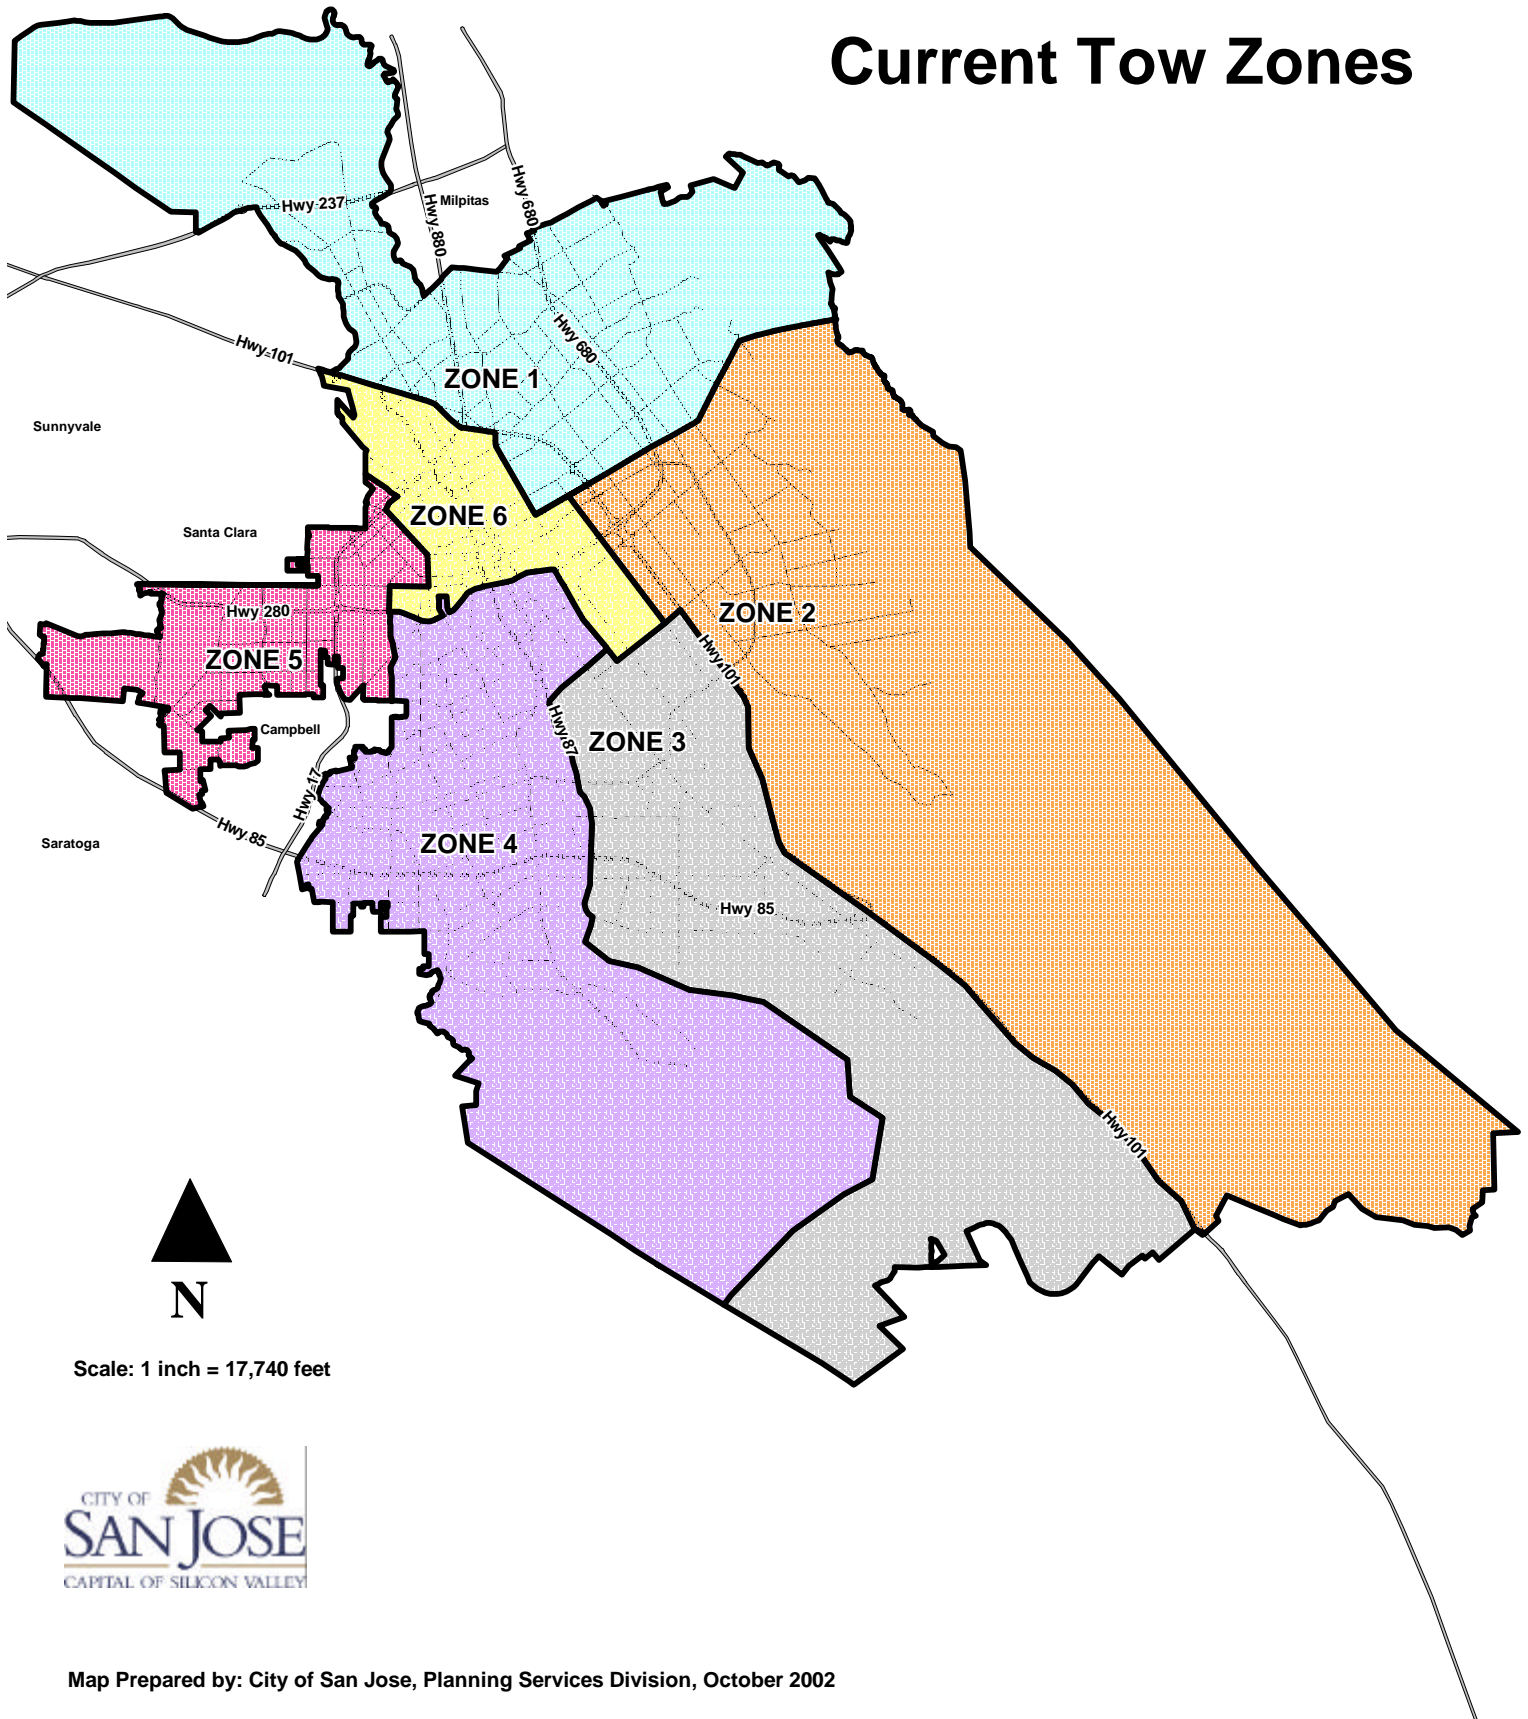 Current Tow Zones
Hwy 237
Milpitas
Hwy 880
Hwy 680
Hwy 680
Hwy 101
ZONE 1
Sunnyvale
Santa Clara
ZONE 6
Hwy 280
ZONE 5
ZONE 2
Hwy 101
Campbell
Hwy 87
ZONE 3
Hwy 17
Hwy 85
Saratoga
ZONE 4
Hwy 85
Hwy 101
N
Scale: 1 inch = 17,740 feet
CITY OF
SAN JOSE
CAPITAL OF SILICON VALLEY
Map Prepared by: City of San Jose, Planning Services Division, October 2002